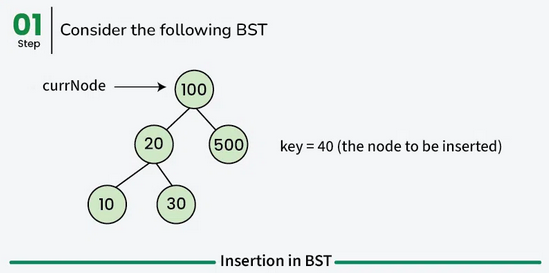 01
Step
Consider the following BST
currNode
100
20
500
key = 40 (the node to be inserted)
10
30
Insertion in BST